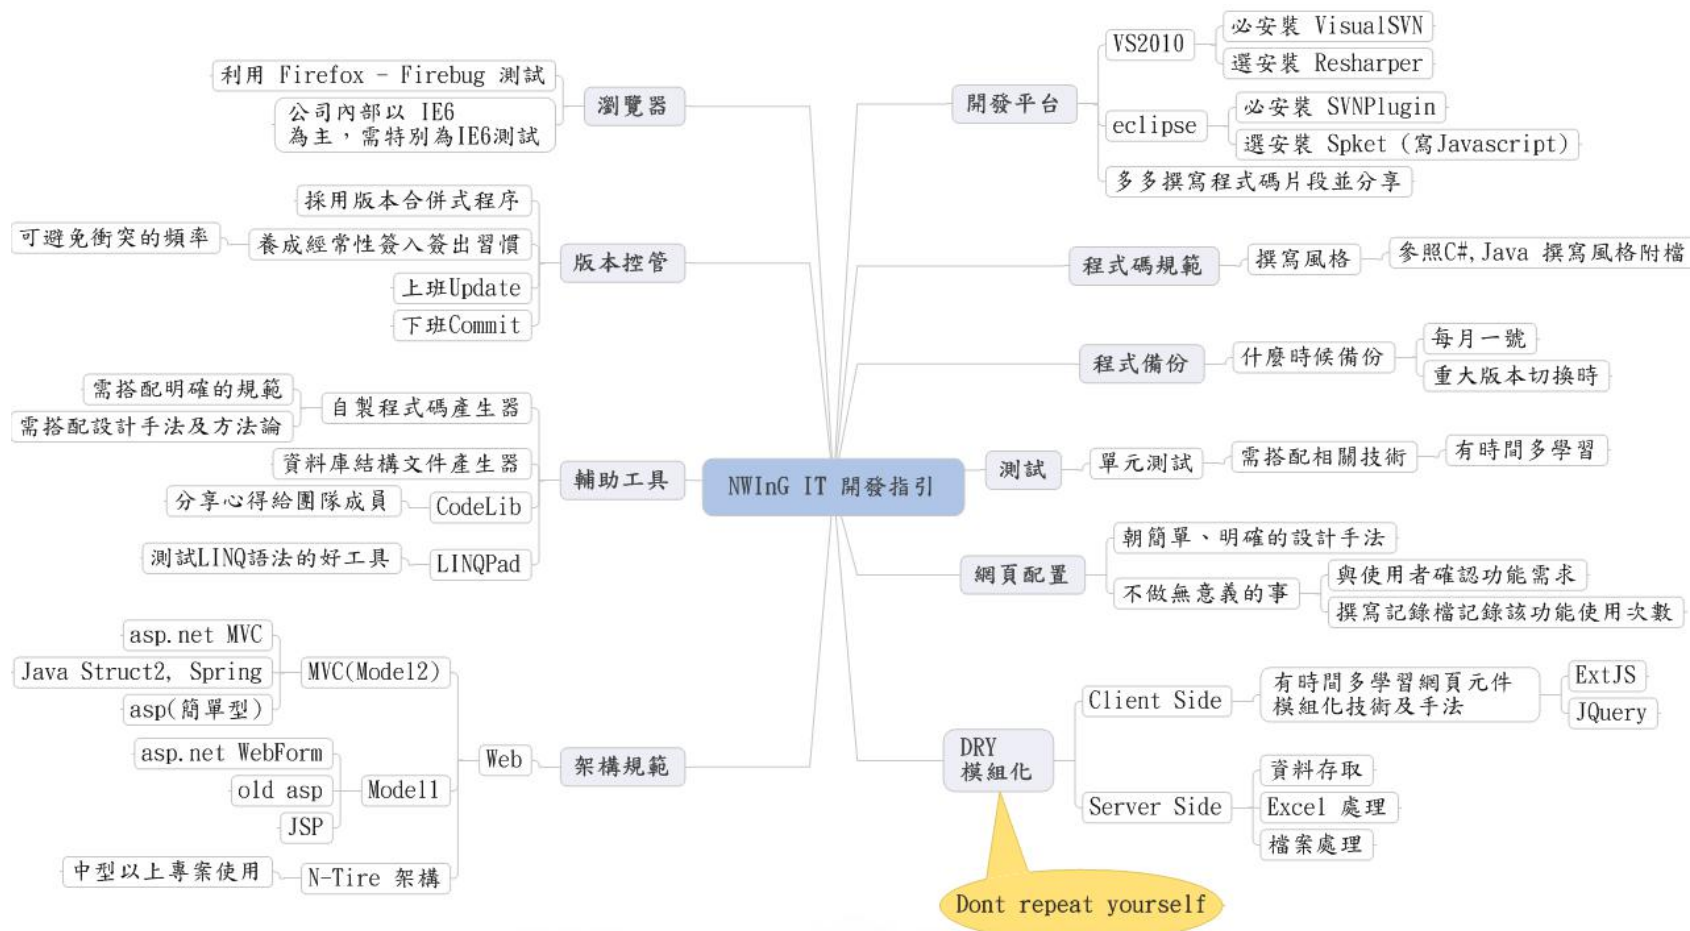 NWInG IT 開發指引
瀏覽器
利用 Firefox - Firebug 測試
公司內部以 IE6
為主，需特別為IE6測試
版本控管
採用版本合併式程序
養成經常性簽入簽出習慣
可避免衝突的頻率
上班Update
下班Commit
輔助工具
自製程式碼產生器
需搭配明確的規範
需搭配設計手法及方法論
資料庫結構文件產生器
CodeLib
分享心得給團隊成員
LINQPad
測試LINQ語法的好工具
架構規範
Web
MVC(Model2)
asp.net MVC
Java Struct2, Spring
asp(簡單型)
Model1
asp.net WebForm
old asp
JSP
N-Tire 架構
中型以上專案使用
開發平台
VS2010
必安裝 VisualSVN
選安裝 Resharper
eclipse
必安裝 SVNPlugin
選安裝 Spket (寫Javascript)
多多撰寫程式碼片段並分享
程式碼規範
撰寫風格
參照C#,Java 撰寫風格附檔
程式備份
什麼時候備份
每月一號
重大版本切換時
測試
單元測試
需搭配相關技術
有時間多學習
網頁配置
朝簡單、明確的設計手法
不做無意義的事
與使用者確認功能需求
撰寫記錄檔記錄該功能使用次數
DRY
模組化
Client Side
有時間多學習網頁元件
模組化技術及手法
ExtJS
JQuery
Server Side
資料存取
Excel 處理
檔案處理
Dont repeat yourself